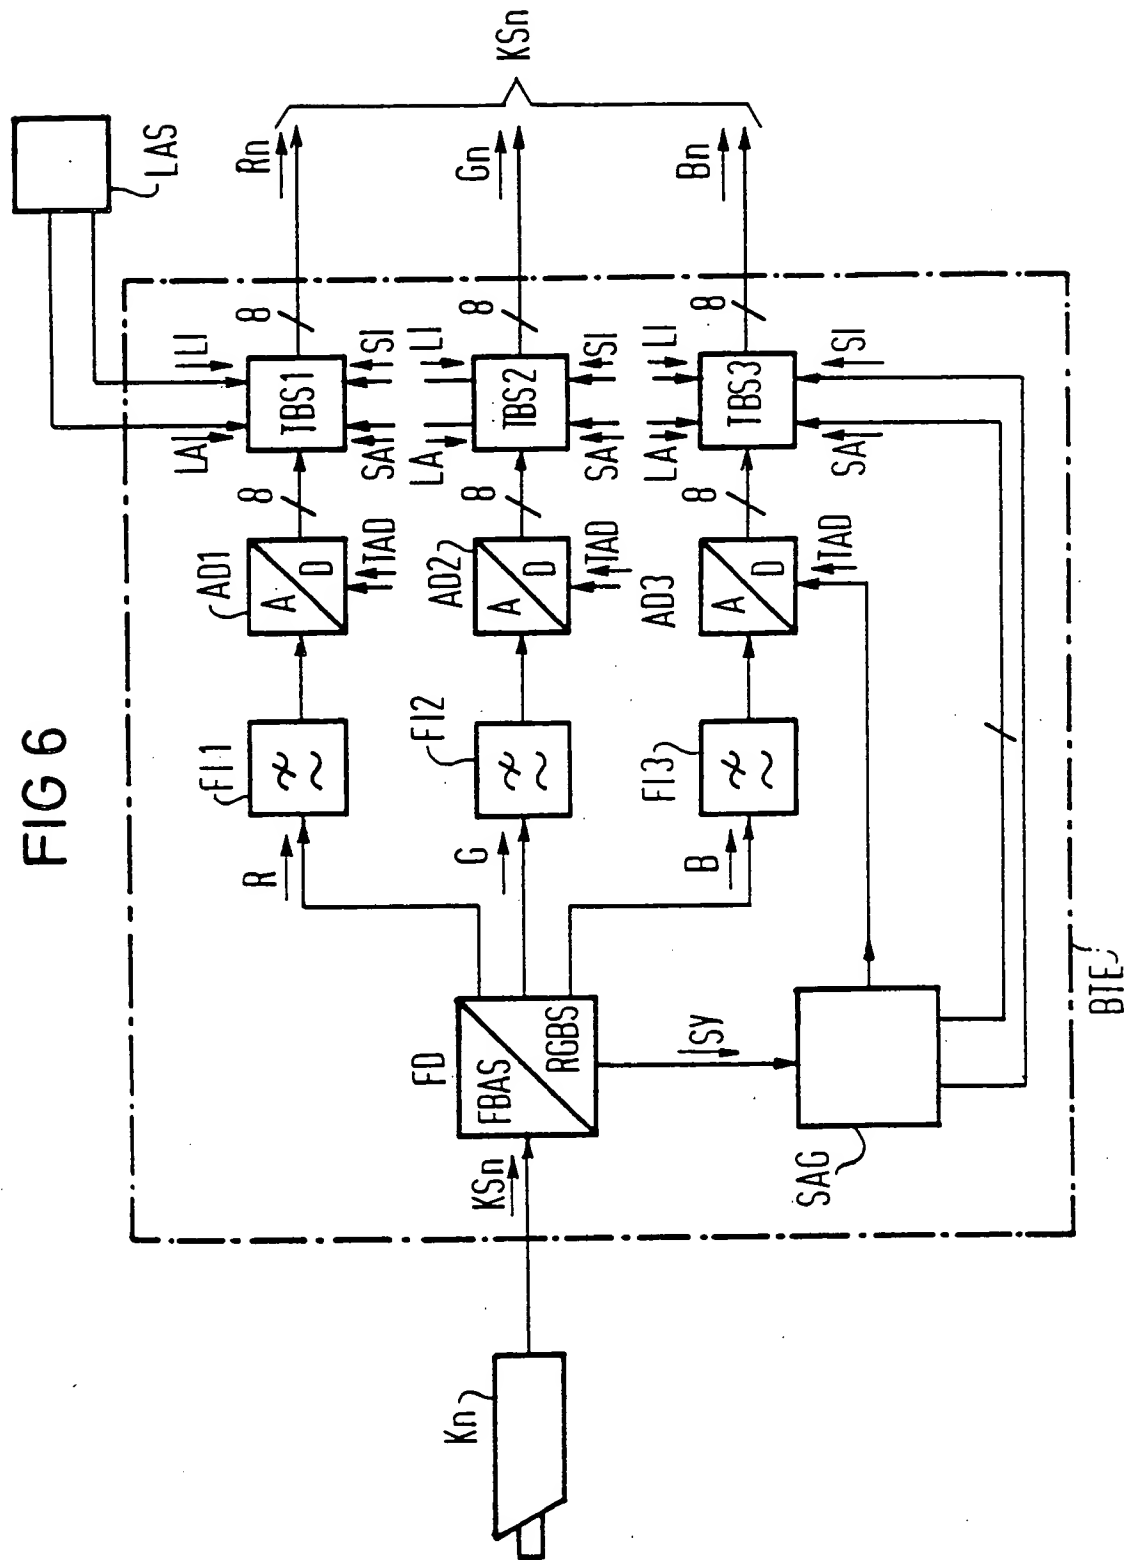 FIG 6
LAS
KSn
Rn
Gn
Bn
LA
LI
8
TBS1
SA
SI
8
AD1
A
D
TAD
FI1
R
LA
LI
8
TBS2
SA
SI
8
AD2
A
D
TAD
FI2
G
LA
LI
8
TBS3
SA
SI
8
AD3
A
D
TAD
FI3
B
FD
FBAS
RGBS
KSn
Kn
SY
SAG
BTE